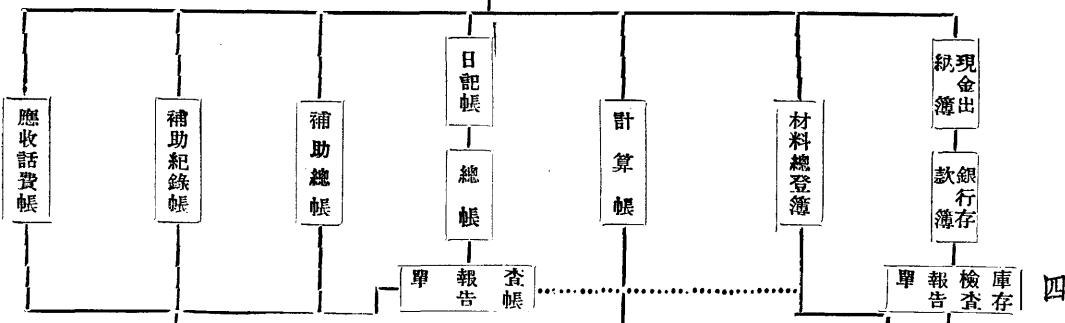 四
現金出
納簿
銀行存
款簿
庫存檢查報告單
材料總登簿
計算帳
日記帳
總帳
查帳報告單
補助總帳
補助紀錄帳
應收話費帳